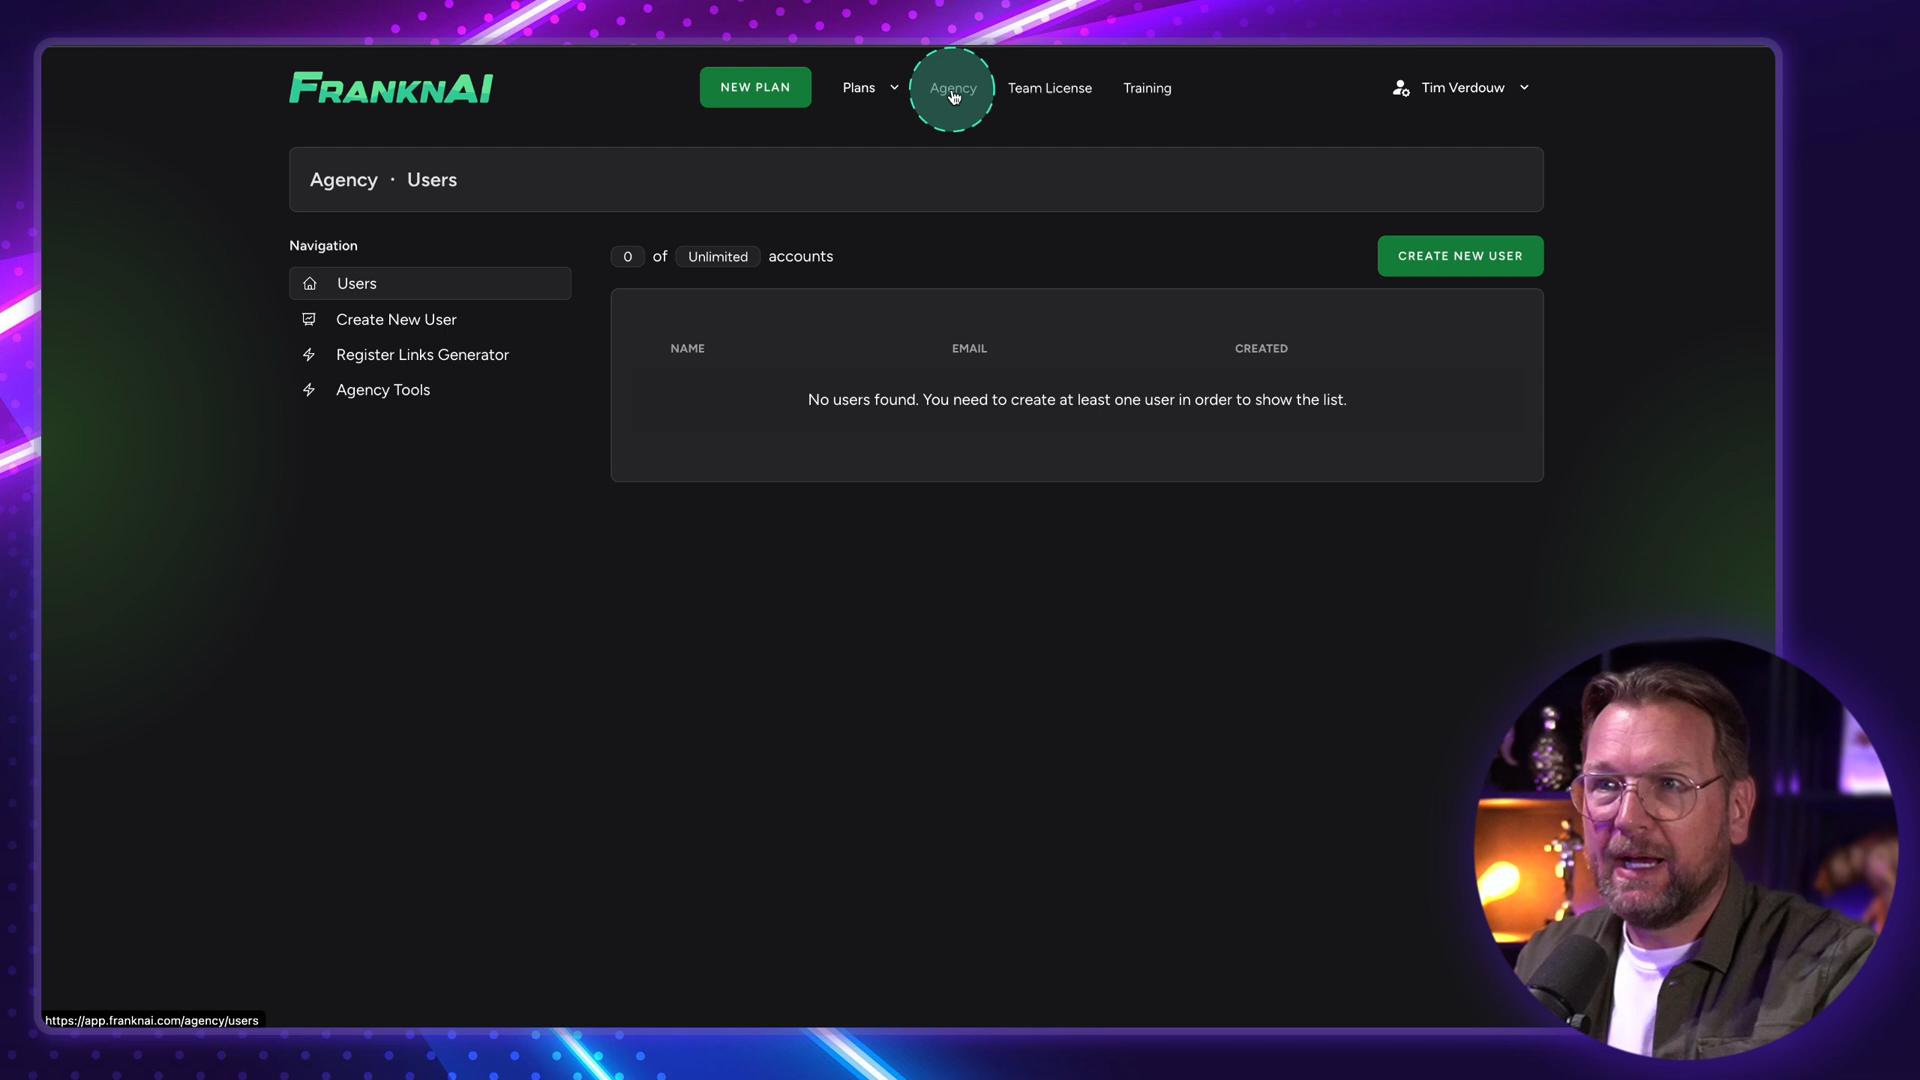 FRANKNAI
NEW PLAN
Plans
Agency
Team License
Training
Tim Verdouw
Agency · Users
Navigation
Users
Create New User
Register Links Generator
Agency Tools
0 of Unlimited accounts
CREATE NEW USER
NAME EMAIL CREATED
No users found. You need to create at least one user in order to show the list.
https://app.franknai.com/agency/users